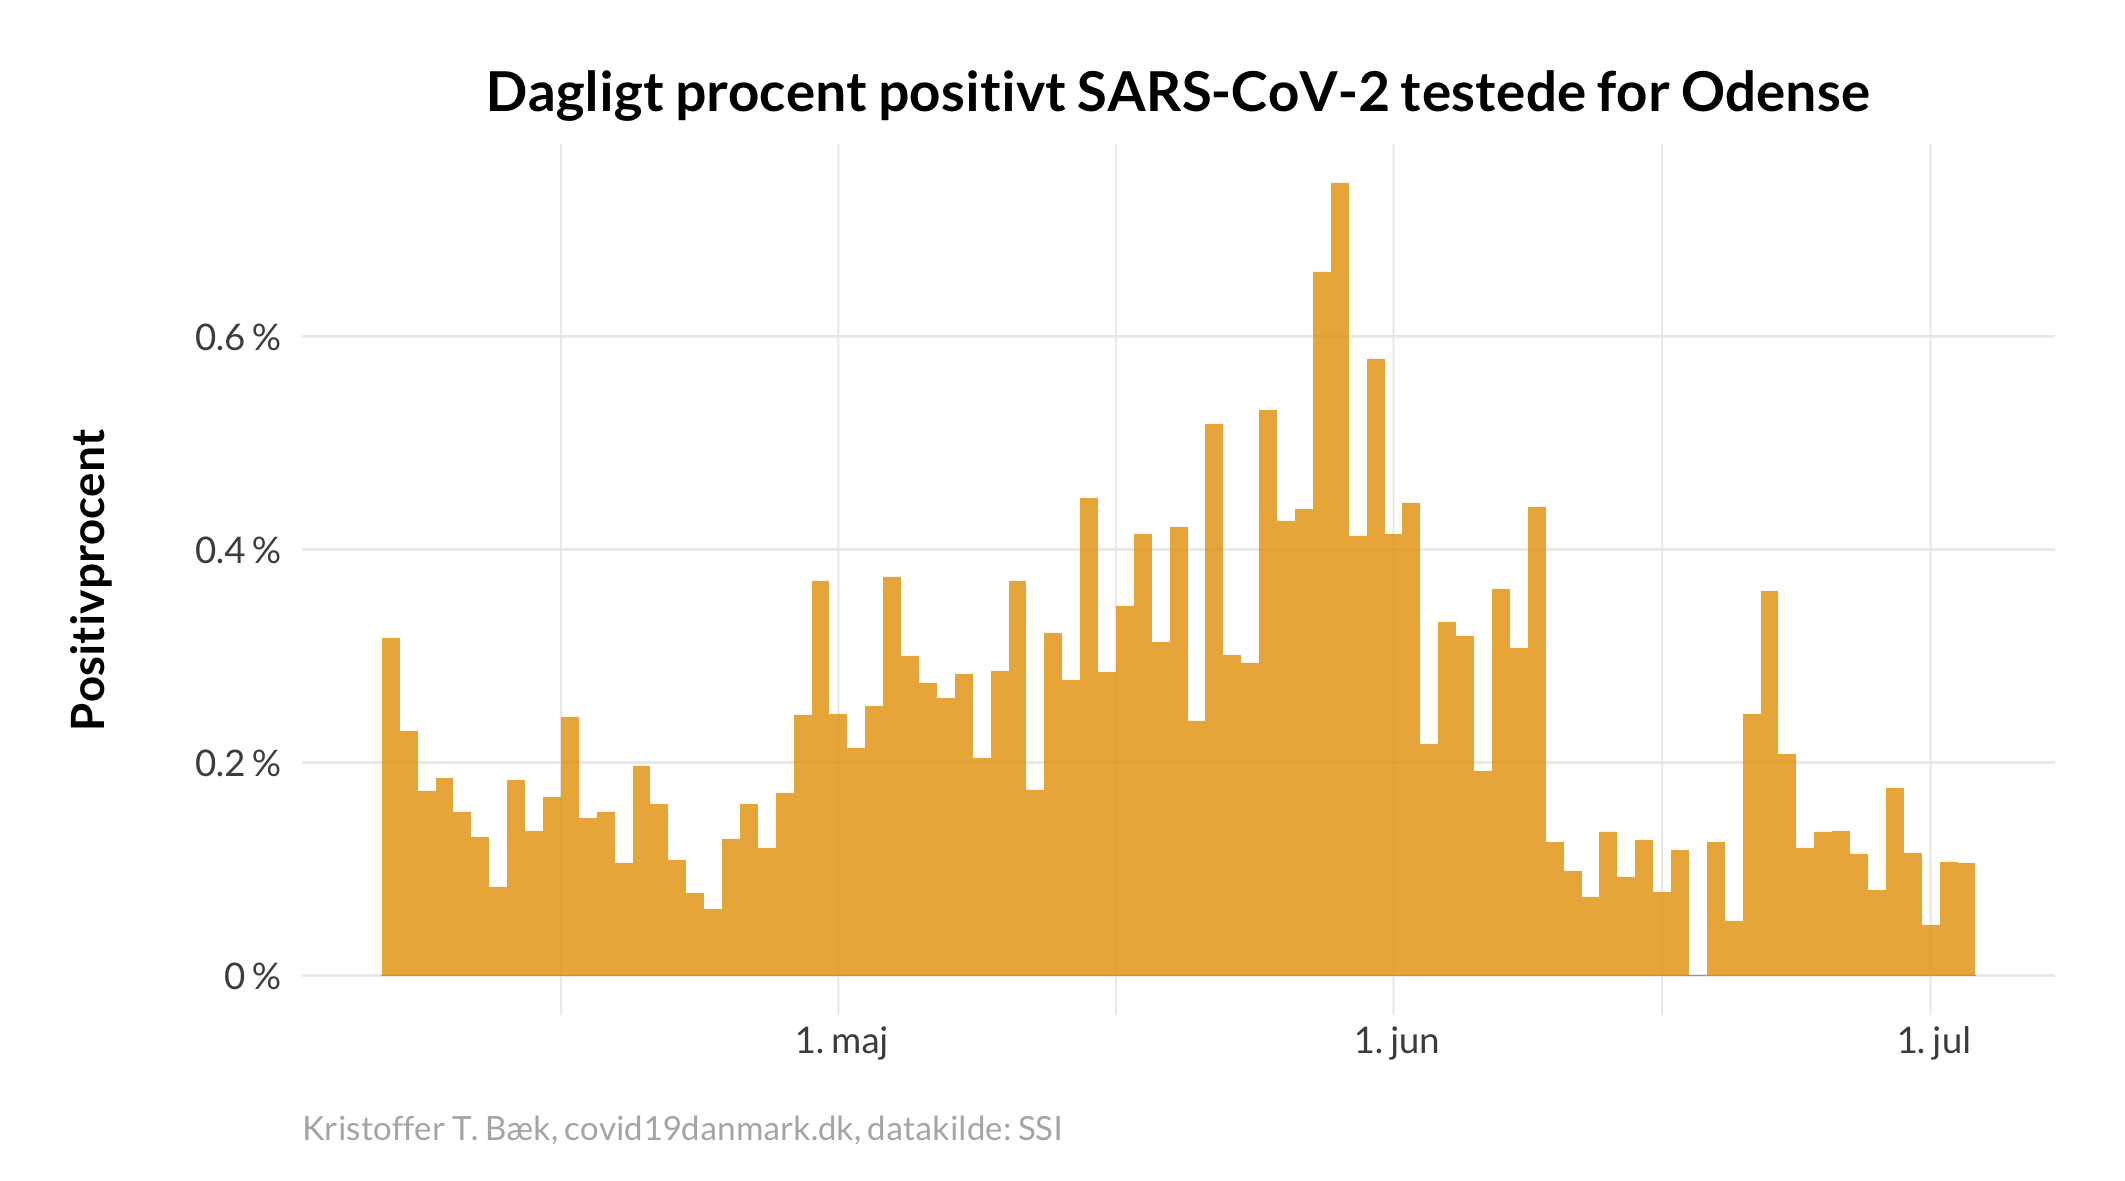 Dagligt procent positivt SARS-CoV-2 testede for Odense
Positivprocent
0.6 %
0.4 %
0.2 %
0 %
1. maj
1. jun
1. jul
Kristoffer T. Bæk, covid19danmark.dk, datakilde: SSI